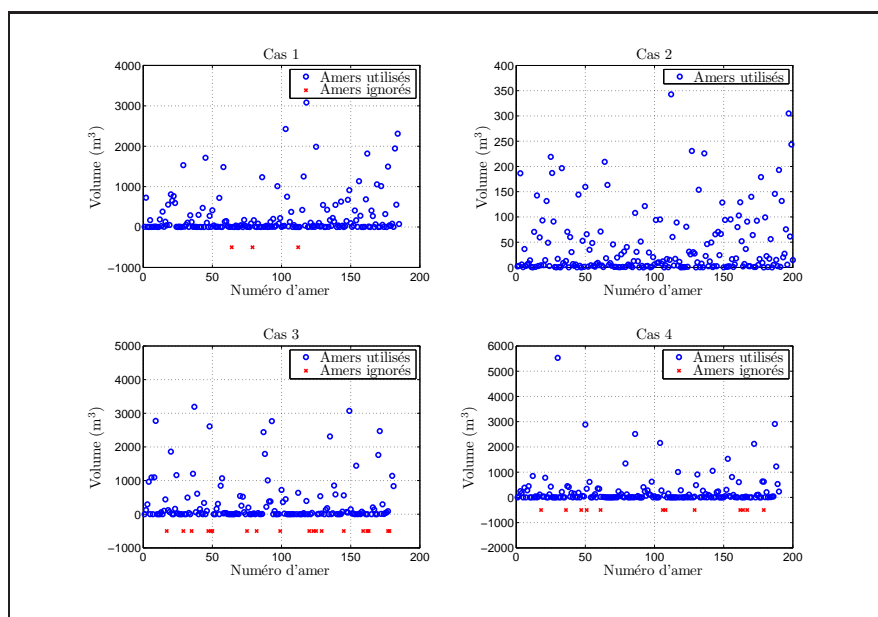 Cas 1
4000
3000
2000
1000
0
−1000
0
50
100
150
200
Volume (m³)
Numéro d'amer
Amers utilisés
Amers ignorés
Cas 2
400
350
300
250
200
150
100
50
0
0
50
100
150
200
Volume (m³)
Numéro d'amer
Amers utilisés
Cas 3
5000
4000
3000
2000
1000
0
−1000
0
50
100
150
200
Volume (m³)
Numéro d'amer
Amers utilisés
Amers ignorés
Cas 4
6000
5000
4000
3000
2000
1000
0
−1000
−2000
0
50
100
150
200
Volume (m³)
Numéro d'amer
Amers utilisés
Amers ignorés